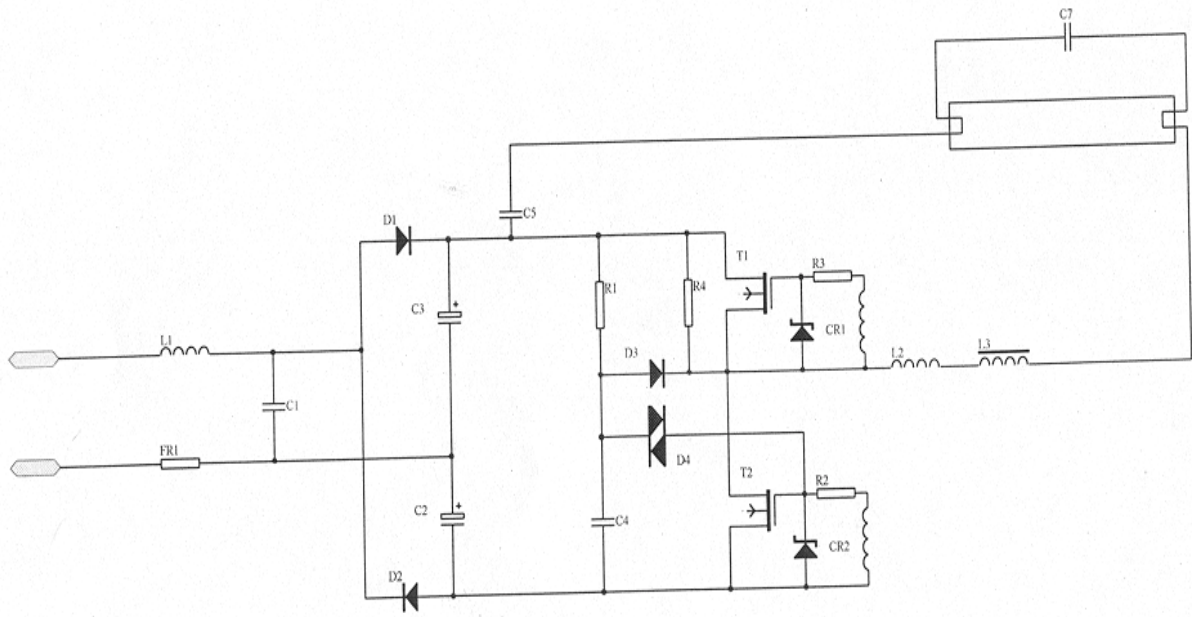 C7
D1
C5
T1
R3
C3
+
R1
R4
CR1
L1
D3
L2
L3
C1
FR1
D4
T2
R2
C2
+
C4
CR2
D2